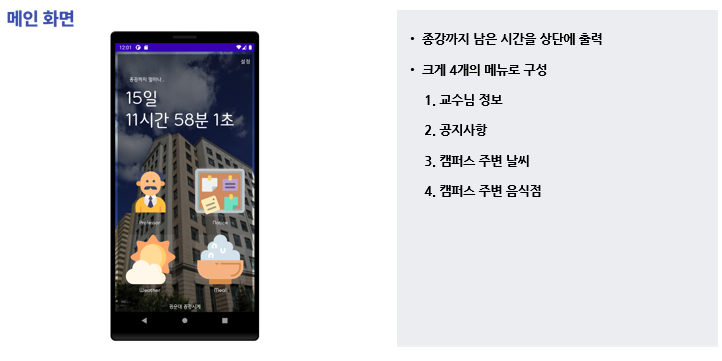 메인 화면
12:01
설정
종강까지 얼마나..
15일
11시간 58분 1초
Professor
Notice
Weather
Meal
광운대 종강시계
• 종강까지 남은 시간을 상단에 출력
• 크게 4개의 메뉴로 구성
1. 교수님 정보
2. 공지사항
3. 캠퍼스 주변 날씨
4. 캠퍼스 주변 음식점